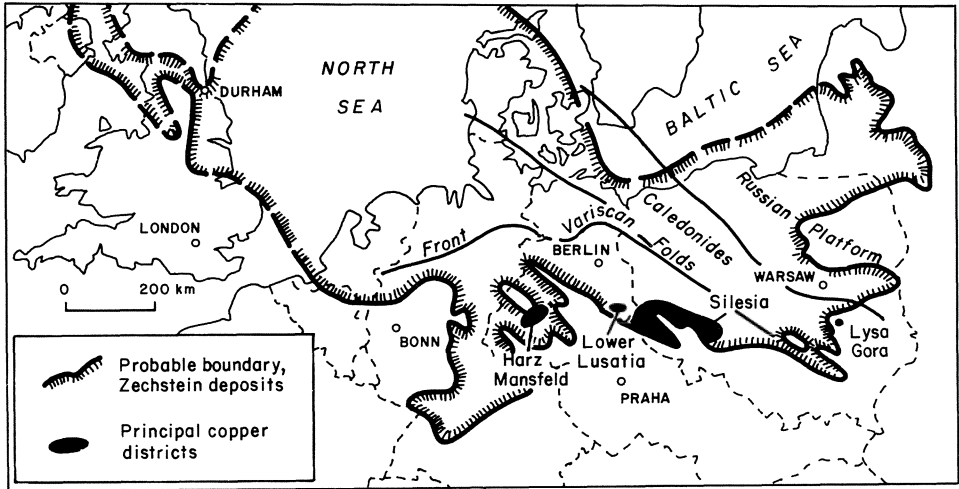 NORTH
SEA
BALTIC SEA
DURHAM
LONDON
0 200 km
Front
Variscan
Folds
Caledonides
Russian
Platform
BERLIN
WARSAW
Silesia
Lysa
Gora
BONN
Harz
Mansfeld
Lower
Lusatia
PRAHA
Probable boundary,
Zechstein deposits
Principal copper
districts